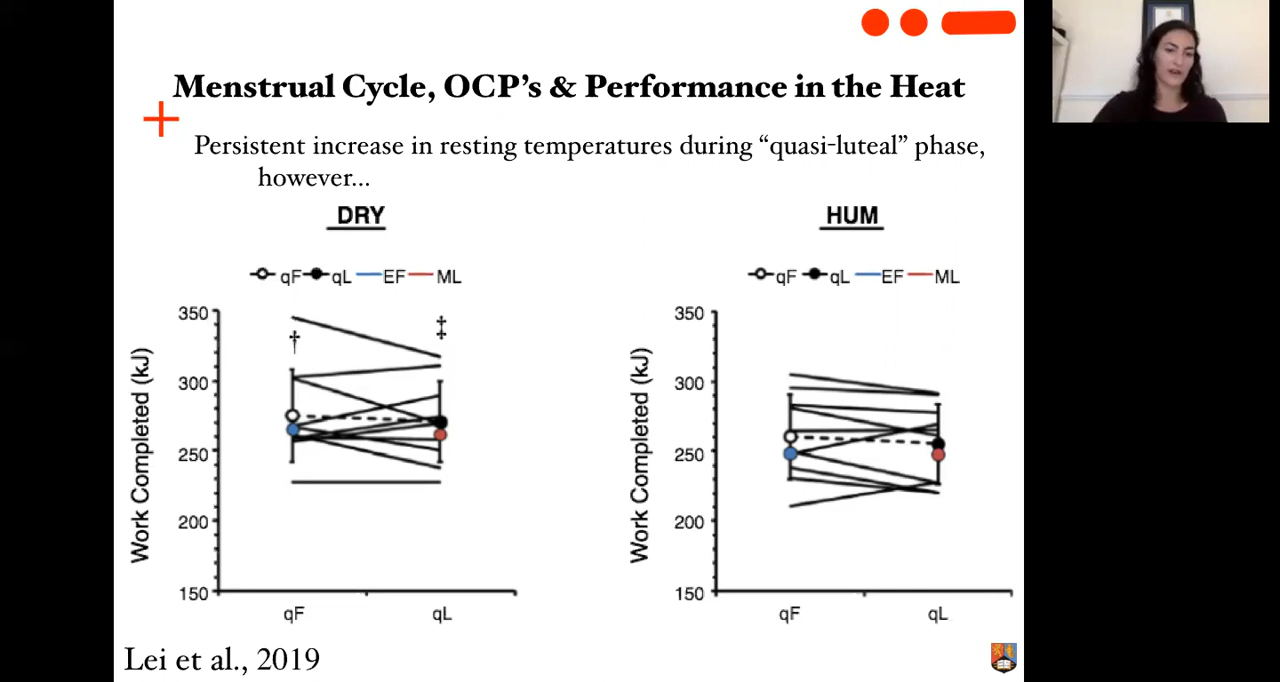 Menstrual Cycle, OCP's & Performance in the Heat
Persistent increase in resting temperatures during “quasi-luteal” phase,
however...
DRY
qF qL EF ML
Work Completed (kJ)
350
300
250
200
150
†
‡
qF qL
HUM
qF qL EF ML
Work Completed (kJ)
350
300
250
200
150
qF qL
Lei et al., 2019